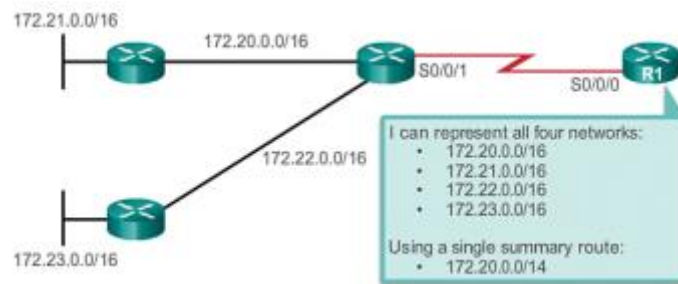 172.21.0.0/16
172.20.0.0/16
S0/0/1
S0/0/0
R1
172.22.0.0/16
172.23.0.0/16
I can represent all four networks:
• 172.20.0.0/16
• 172.21.0.0/16
• 172.22.0.0/16
• 172.23.0.0/16
Using a single summary route:
• 172.20.0.0/14